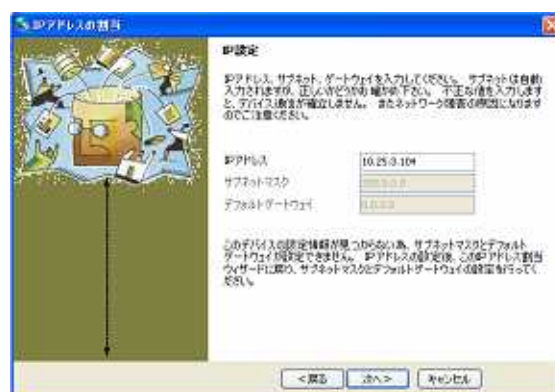 IPアドレスの割当
IP設定
IPアドレス、サブネット、ゲートウェイを入力してください。 サブネットは自動
入力されますが、正しいかどうかお確かめ下さい。 不正な値を入力します
と、デバイス通信が確立しません。 またネットワーク障害の原因になります
のでご注意ください。
IPアドレス 10.25.3.104
サブネットマスク 255.0.0.0
デフォルトゲートウェイ 0.0.0.0
このデバイスの認定情報が見つからない為、サブネットマスクとデフォルト
ゲートウェイが設定できません。 IPアドレスの設定後、このIPアドレス割当
ウィザードに戻り、サブネットマスクとデフォルトゲートウェイの設定を行ってく
ださい。
<戻る 次へ> キャンセル